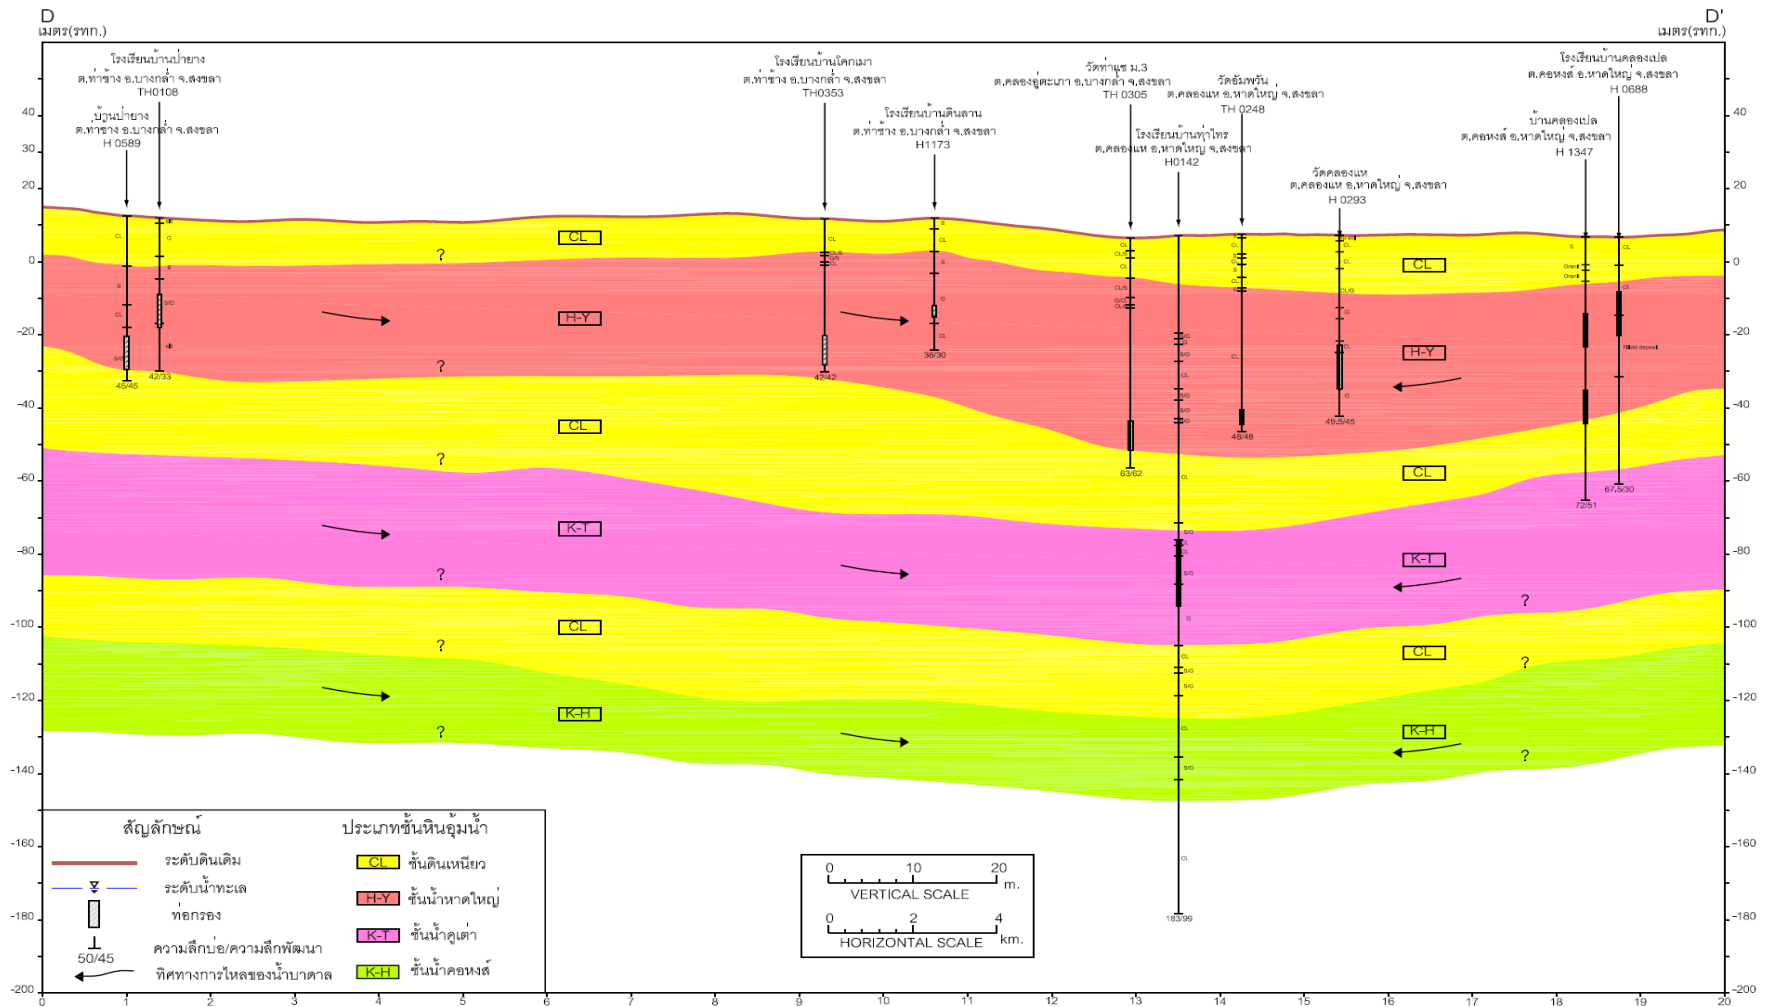 D
เมตร(รทก.)
D'
เมตร(รทก.)
โรงเรียนบ้านป่ายาง
ต.ท่าช้าง อ.บางกล่ำ จ.สงขลา
TH0108
บ้านป่ายาง
ต.ท่าช้าง อ.บางกล่ำ จ.สงขลา
H 0589
โรงเรียนบ้านโคกเมา
ต.ท่าช้าง อ.บางกล่ำ จ.สงขลา
TH0353
โรงเรียนบ้านดินลาน
ต.ท่าช้าง อ.บางกล่ำ จ.สงขลา
H1173
วัดท่าแซ ม.3
ต.คลองอู่ตะเภา อ.บางกล่ำ จ.สงขลา
TH 0305
วัดอัมพวัน
ต.คลองแห อ.หาดใหญ่ จ.สงขลา
TH 0248
โรงเรียนบ้านท่าไทร
ต.คลองแห อ.หาดใหญ่ จ.สงขลา
H0142
วัดคลองแห
ต.คลองแห อ.หาดใหญ่ จ.สงขลา
H 0293
โรงเรียนบ้านคลองเปล
ต.คอหงส์ อ.หาดใหญ่ จ.สงขลา
H 0688
บ้านคลองเปล
ต.คอหงส์ อ.หาดใหญ่ จ.สงขลา
H 1347
40 40
30 30
20 20
0 0
-20 -20
-40 -40
-60 -60
-80 -80
-100 -100
-120 -120
-140 -140
-160 -160
-180 -180
-200 -200
CL CL
?
H-Y H-Y
?
45/45 42/33 42/42 36/30 63/62 48/48 49.5/45 72/51 67.5/30
CL CL
?
K-T K-T
? ?
CL CL
? ?
K-H K-H
? ?
183/99
สัญลักษณ์
ระดับดินเดิม
ระดับน้ำทะเล
ท่อกรอง
ความลึกบ่อ/ความลึกพัฒนา
50/45
ทิศทางการไหลของน้ำบาดาล
ประเภทชั้นหินอุ้มน้ำ
CL ชั้นดินเหนียว
H-Y ชั้นน้ำหาดใหญ่
K-T ชั้นน้ำคูเต่า
K-H ชั้นน้ำคอหงส์
0 10 20 m.
VERTICAL SCALE
0 2 4 km.
HORIZONTAL SCALE
0 1 2 3 4 5 6 7 8 9 10 11 12 13 14 15 16 17 18 19 20